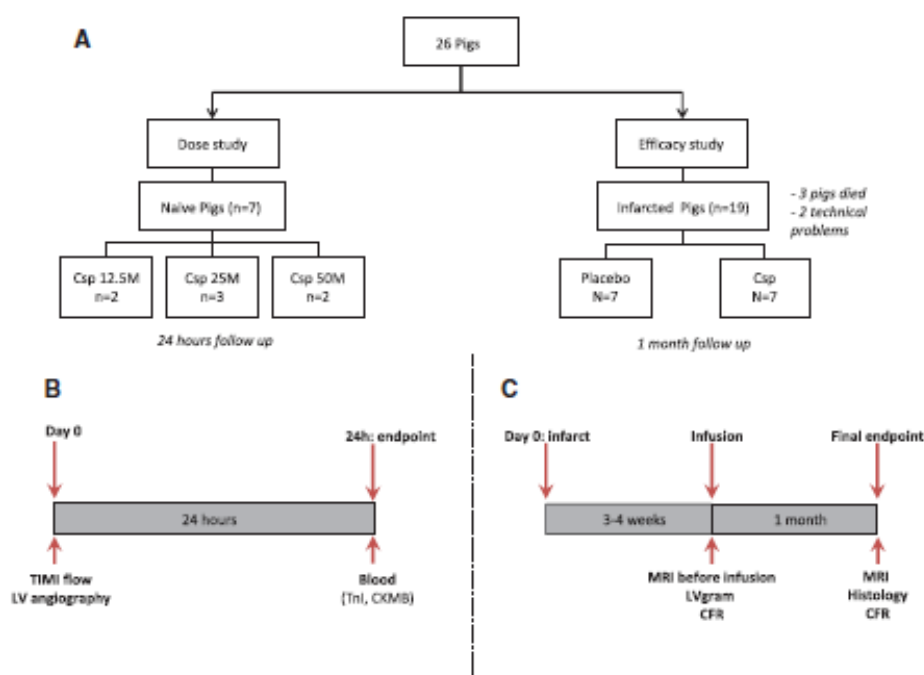 A
26 Pigs
Dose study
Efficacy study
Naive Pigs (n=7)
Infarcted Pigs (n=19)
- 3 pigs died
- 2 technical
problems
Csp 12.5M
n=2
Csp 25M
n=3
Csp 50M
n=2
Placebo
N=7
Csp
N=7
24 hours follow up
1 month follow up
B
Day 0
24h: endpoint
24 hours
TIMI flow
LV angiography
Blood
(TnI, CKMB)
C
Day 0: infarct
Infusion
Final endpoint
3-4 weeks
1 month
MRI before infusion
LVgram
CFR
MRI
Histology
CFR